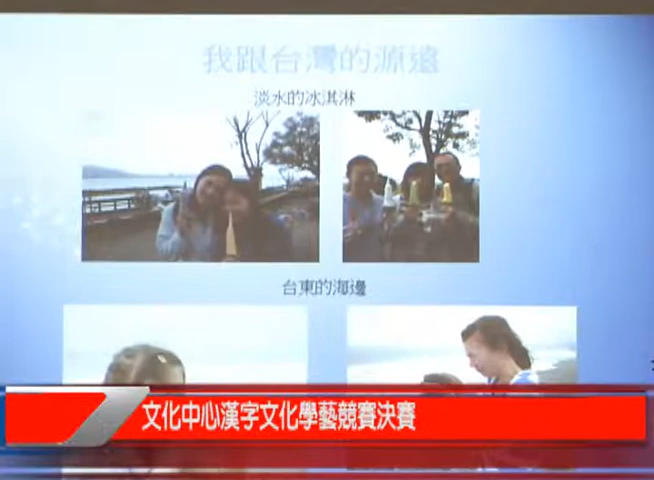 我跟台灣的源遠
淡水的冰淇淋
台東的海邊
文化中心漢字文化學藝競賽決賽